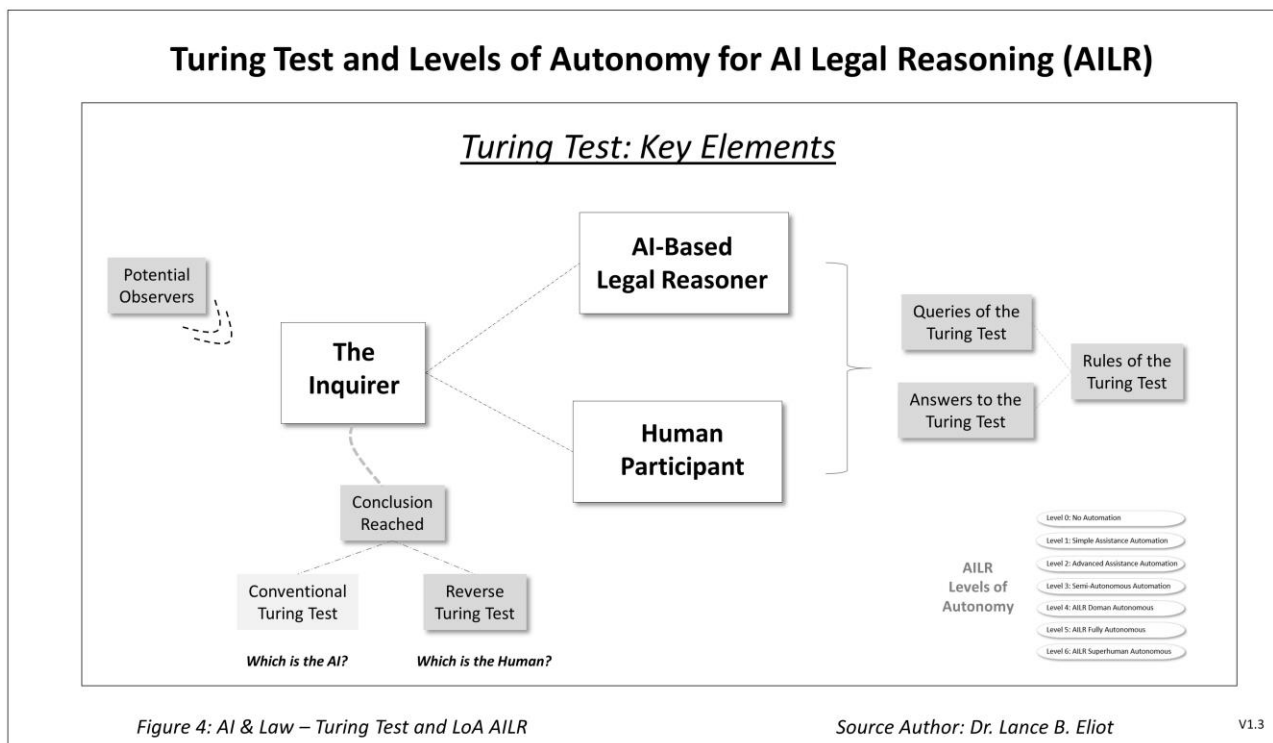 Turing Test and Levels of Autonomy for AI Legal Reasoning (AILR)
Turing Test: Key Elements
Potential
Observers
The
Inquirer
AI-Based
Legal Reasoner
Human
Participant
Queries of the
Turing Test
Answers to the
Turing Test
Rules of the
Turing Test
Conclusion
Reached
Conventional
Turing Test
Reverse
Turing Test
Which is the AI?
Which is the Human?
AILR
Levels of
Autonomy
Level 0: No Automation
Level 1: Simple Assistance Automation
Level 2: Advanced Assistance Automation
Level 3: Semi-Autonomous Automation
Level 4: AILR Doman Autonomous
Level 5: AILR Fully Autonomous
Level 6: AILR Superhuman Autonomous
Figure 4: AI & Law – Turing Test and LoA AILR
Source Author: Dr. Lance B. Eliot
V1.3